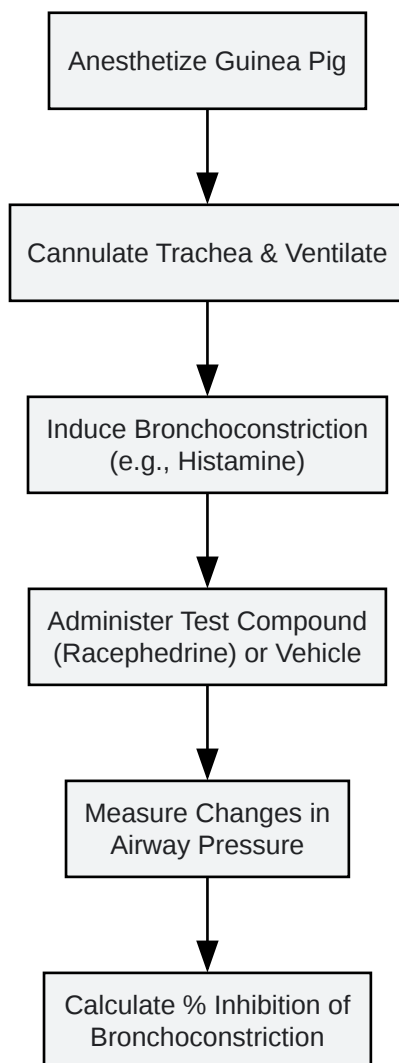 Anesthetize Guinea Pig
Cannulate Trachea & Ventilate
Induce Bronchoconstriction
(e.g., Histamine)
Administer Test Compound
(Racephedrine) or Vehicle
Measure Changes in
Airway Pressure
Calculate % Inhibition of
Bronchoconstriction